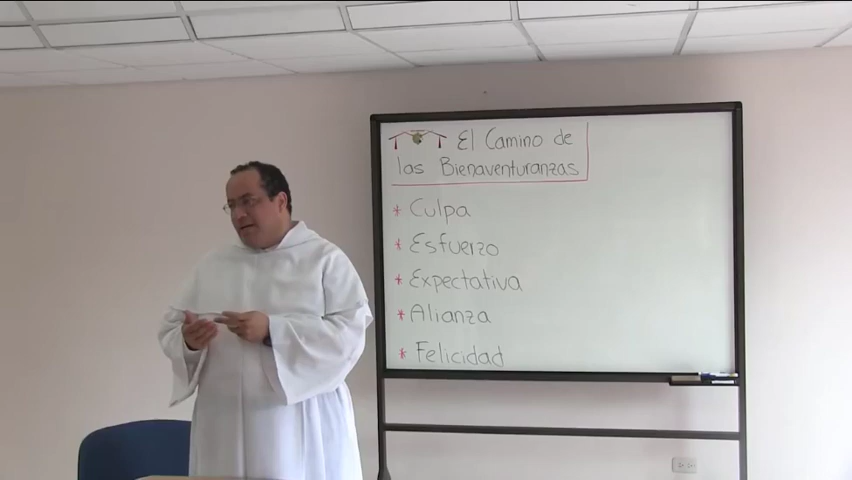 El Camino de
las Bienaventuranzas
* Culpa
* Esfuerzo
* Expectativa
* Alianza
* Felicidad